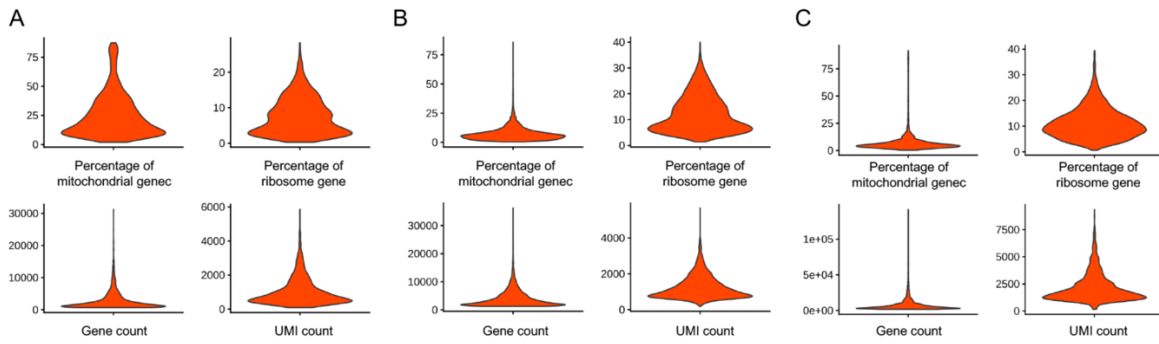 A
75
50
25
0
Percentage of
mitochondrial genec
20
10
0
Percentage of
ribosome gene
30000
20000
10000
0
Gene count
6000
4000
2000
0
UMI count
B
75
50
25
0
Percentage of
mitochondrial genec
40
30
20
10
0
Percentage of
ribosome gene
30000
20000
10000
0
Gene count
4000
2000
0
UMI count
C
75
50
25
0
Percentage of
mitochondrial genec
40
30
20
10
0
Percentage of
ribosome gene
1e+05
5e+04
0e+00
Gene count
7500
5000
2500
0
UMI count